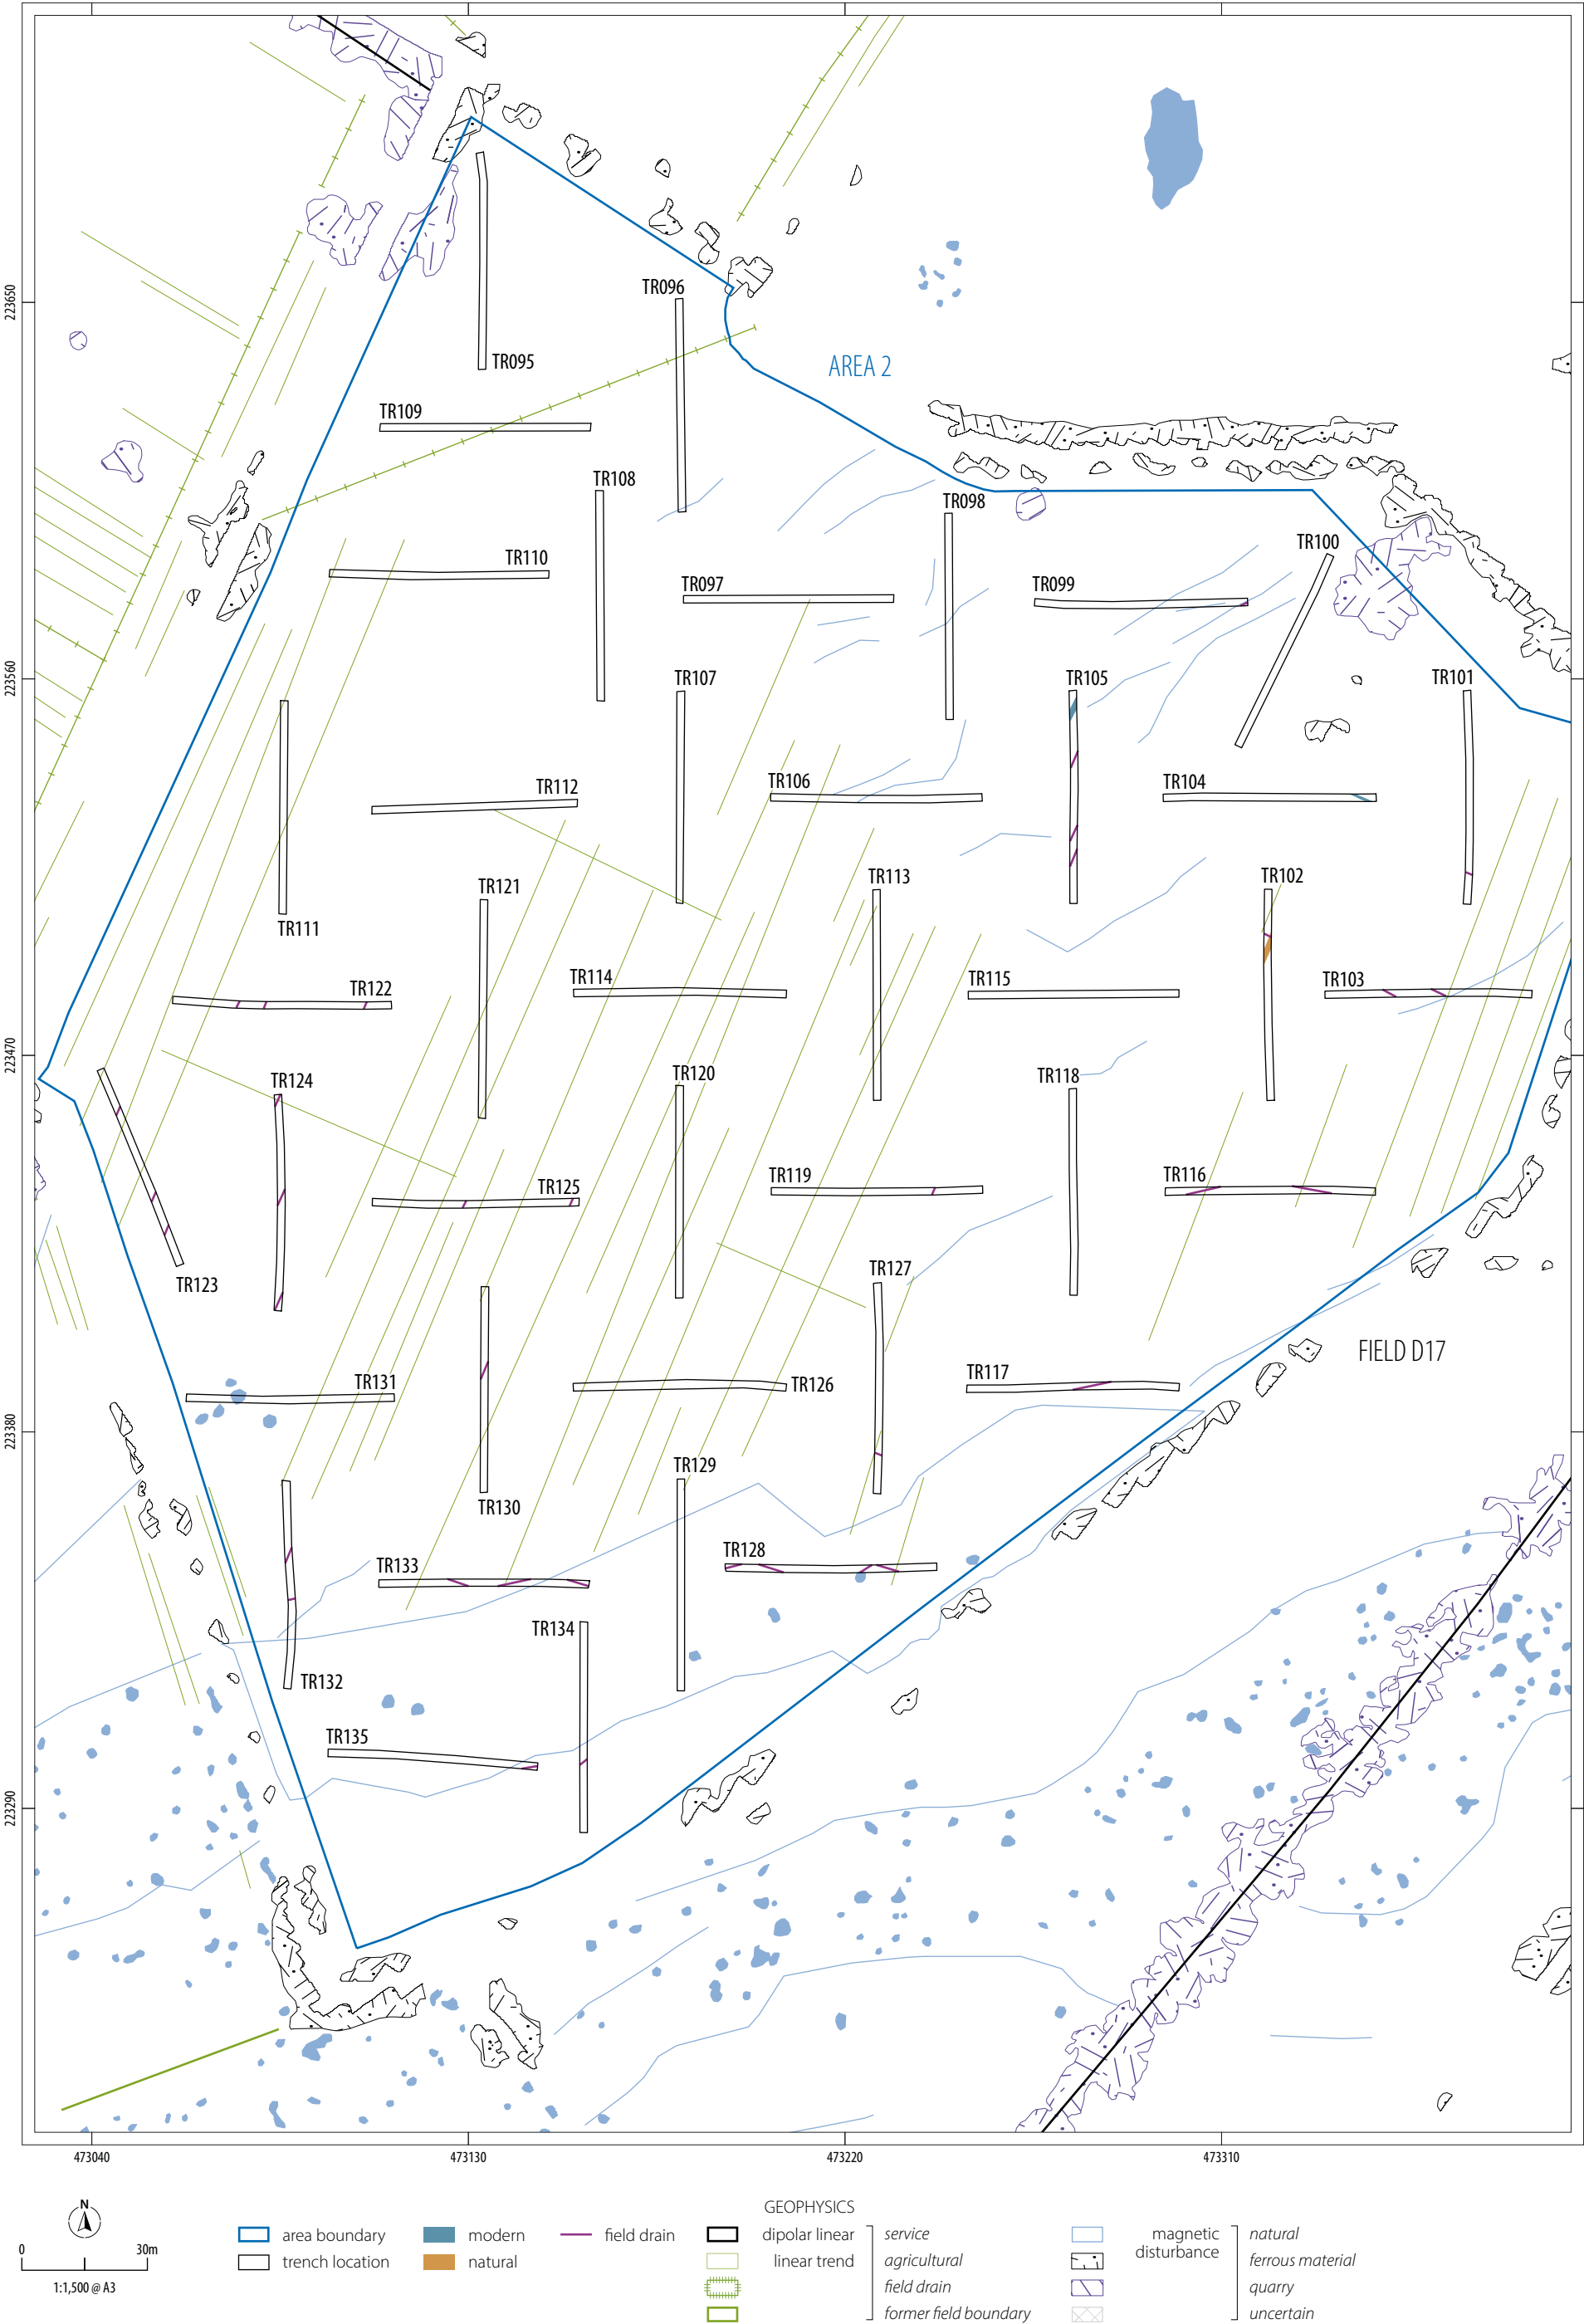 TR096
223650
TR095
AREA 2
TR109
TR108
TR098
TR110
TR100
TR097
TR099
223560
TR107
TR105
TR101
TR112
TR106
TR104
TR121
TR113
TR102
TR111
TR122
TR114
TR115
TR103
223470
TR124
TR120
TR118
TR125
TR119
TR116
TR123
TR127
FIELD D17
TR131
TR126
TR117
223380
TR129
TR130
TR133
TR128
TR134
TR132
TR135
223290
473040 473130 473220 473310
N
0 30m
1:1,500 @ A3
area boundary
trench location
modern
natural
field drain
GEOPHYSICS
dipolar linear service
linear trend agricultural
field drain
former field boundary
magnetic disturbance
natural
ferrous material
quarry
uncertain